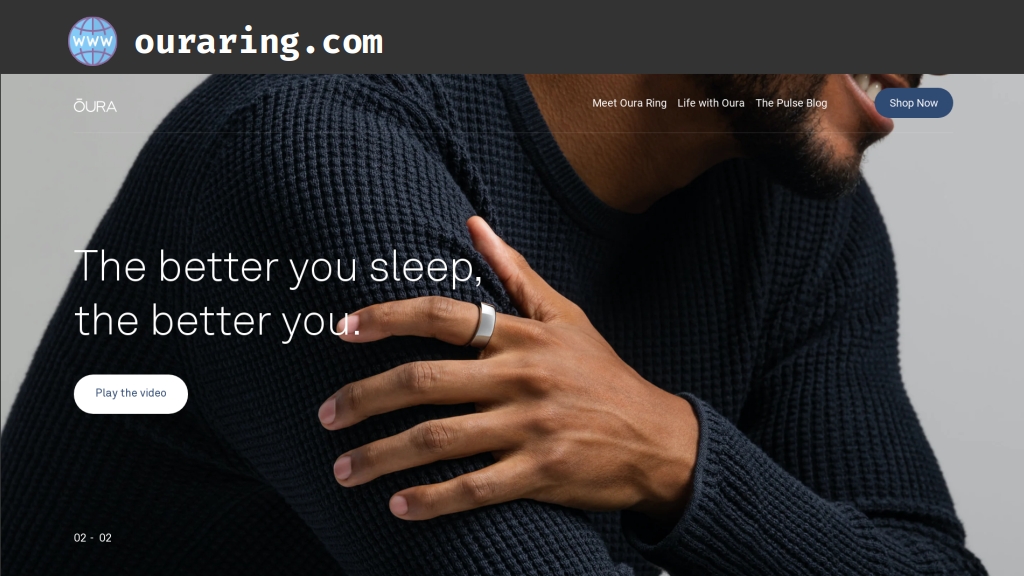 www
ouraring.com
ŌURA
Meet Oura Ring
Life with Oura
The Pulse Blog
Shop Now
The better you sleep,
the better you.
Play the video
02 - 02